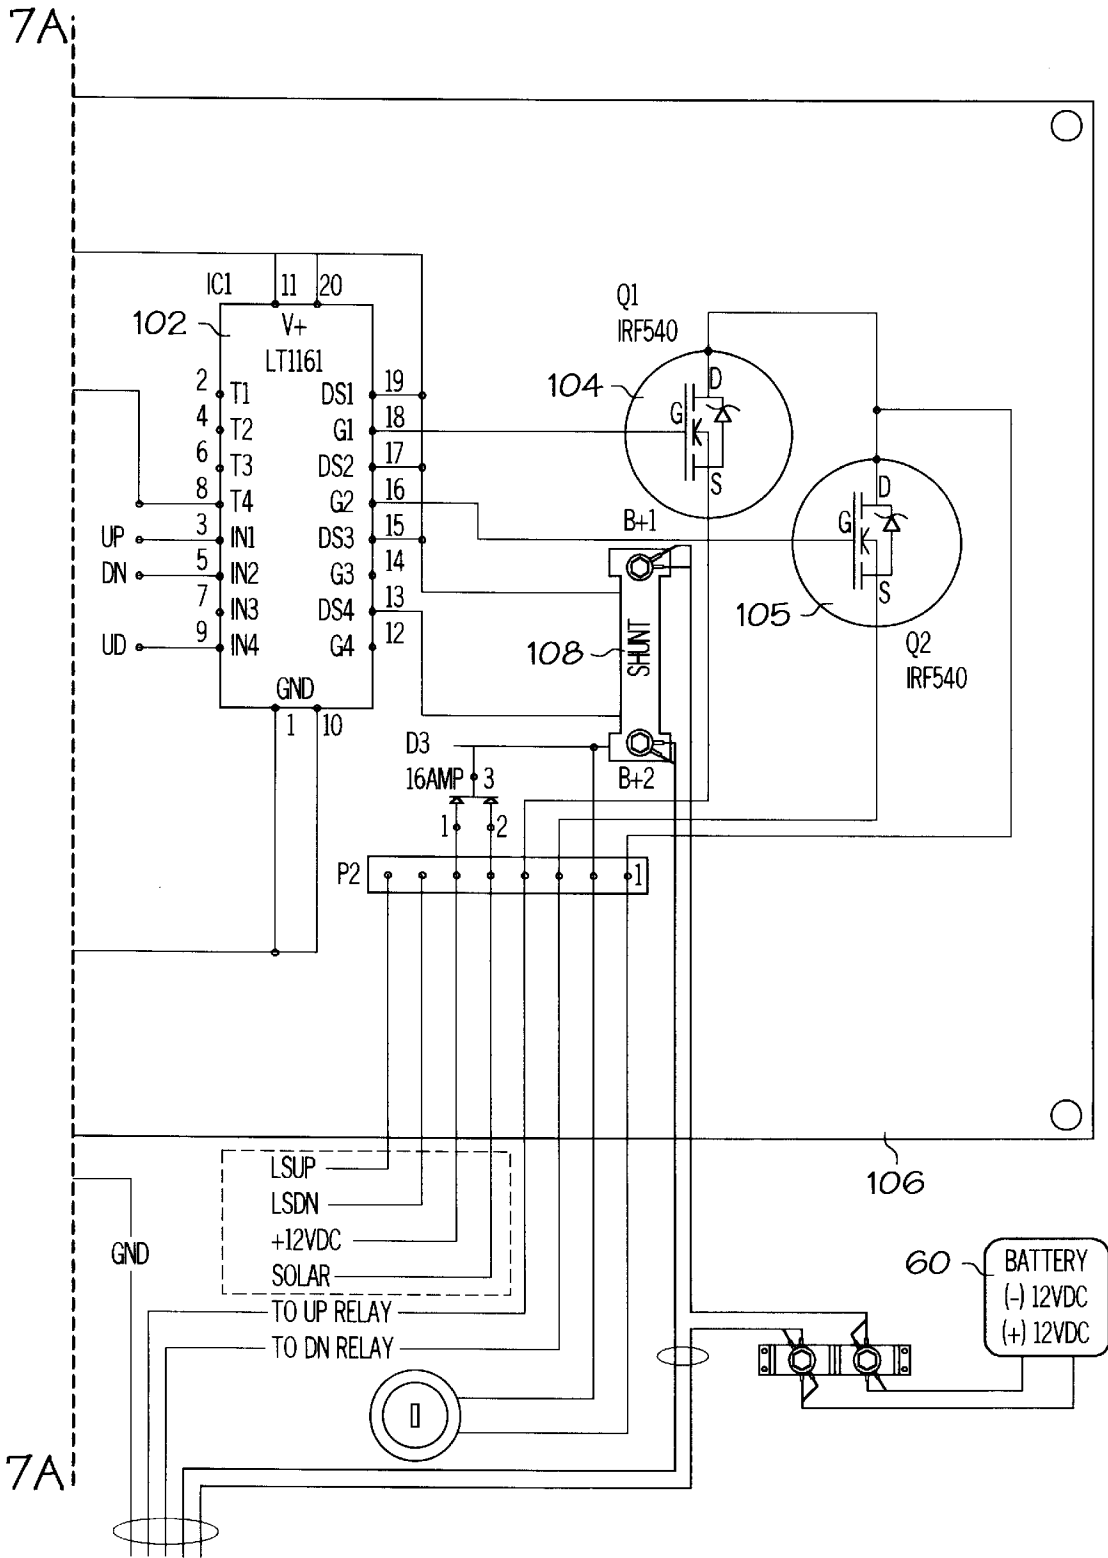 7A
IC1
11
20
102
V+
LT1161
2
T1
4
T2
6
T3
8
T4
UP
3
IN1
DN
5
IN2
7
IN3
UD
9
IN4
DS1
19
G1
18
DS2
17
G2
16
DS3
15
G3
14
DS4
13
G4
12
GND
1
10
Q1
IRF540
104
D
G
S
B+1
D
G
S
105
Q2
IRF540
108
SHUNT
D3
16AMP
3
B+2
1
2
P2
1
106
LSUP
LSDN
+12VDC
SOLAR
GND
TO UP RELAY
TO DN RELAY
60
BATTERY
(-) 12VDC
(+) 12VDC
7A